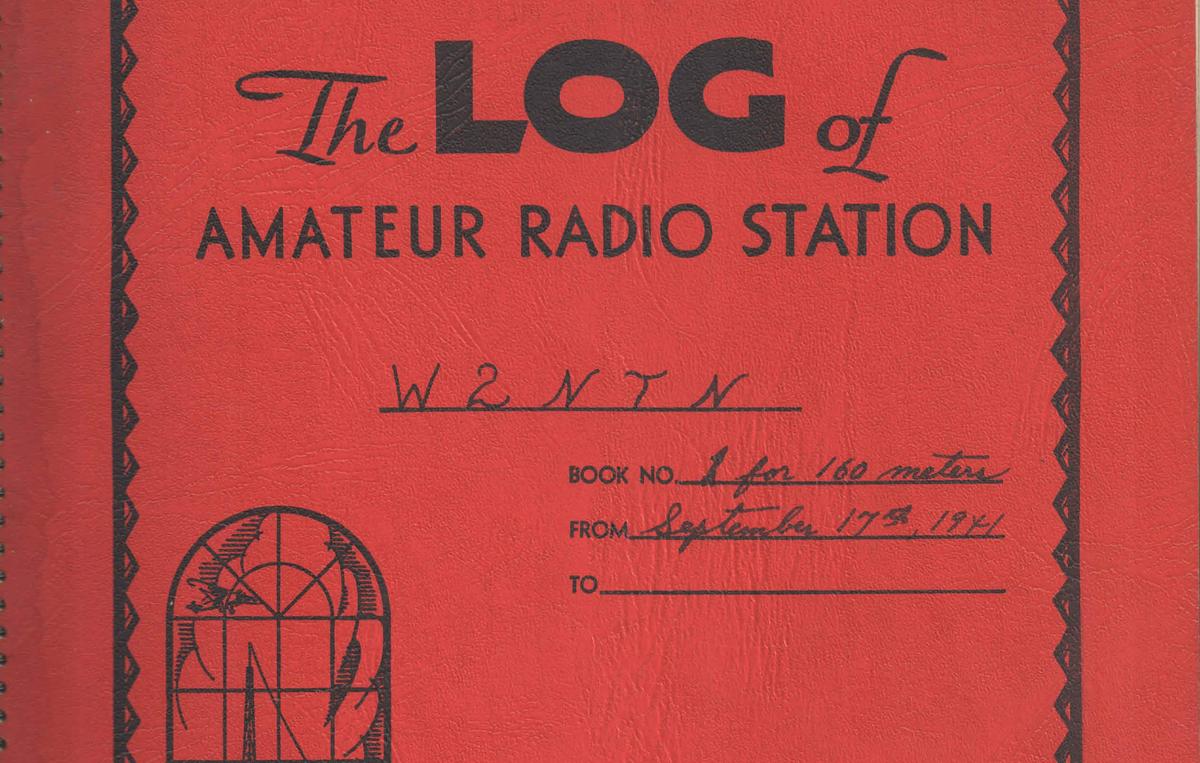 The LOG of
AMATEUR RADIO STATION
W2NTN
BOOK NO. 1 for 160 meters
FROM September 17th, 1941
TO